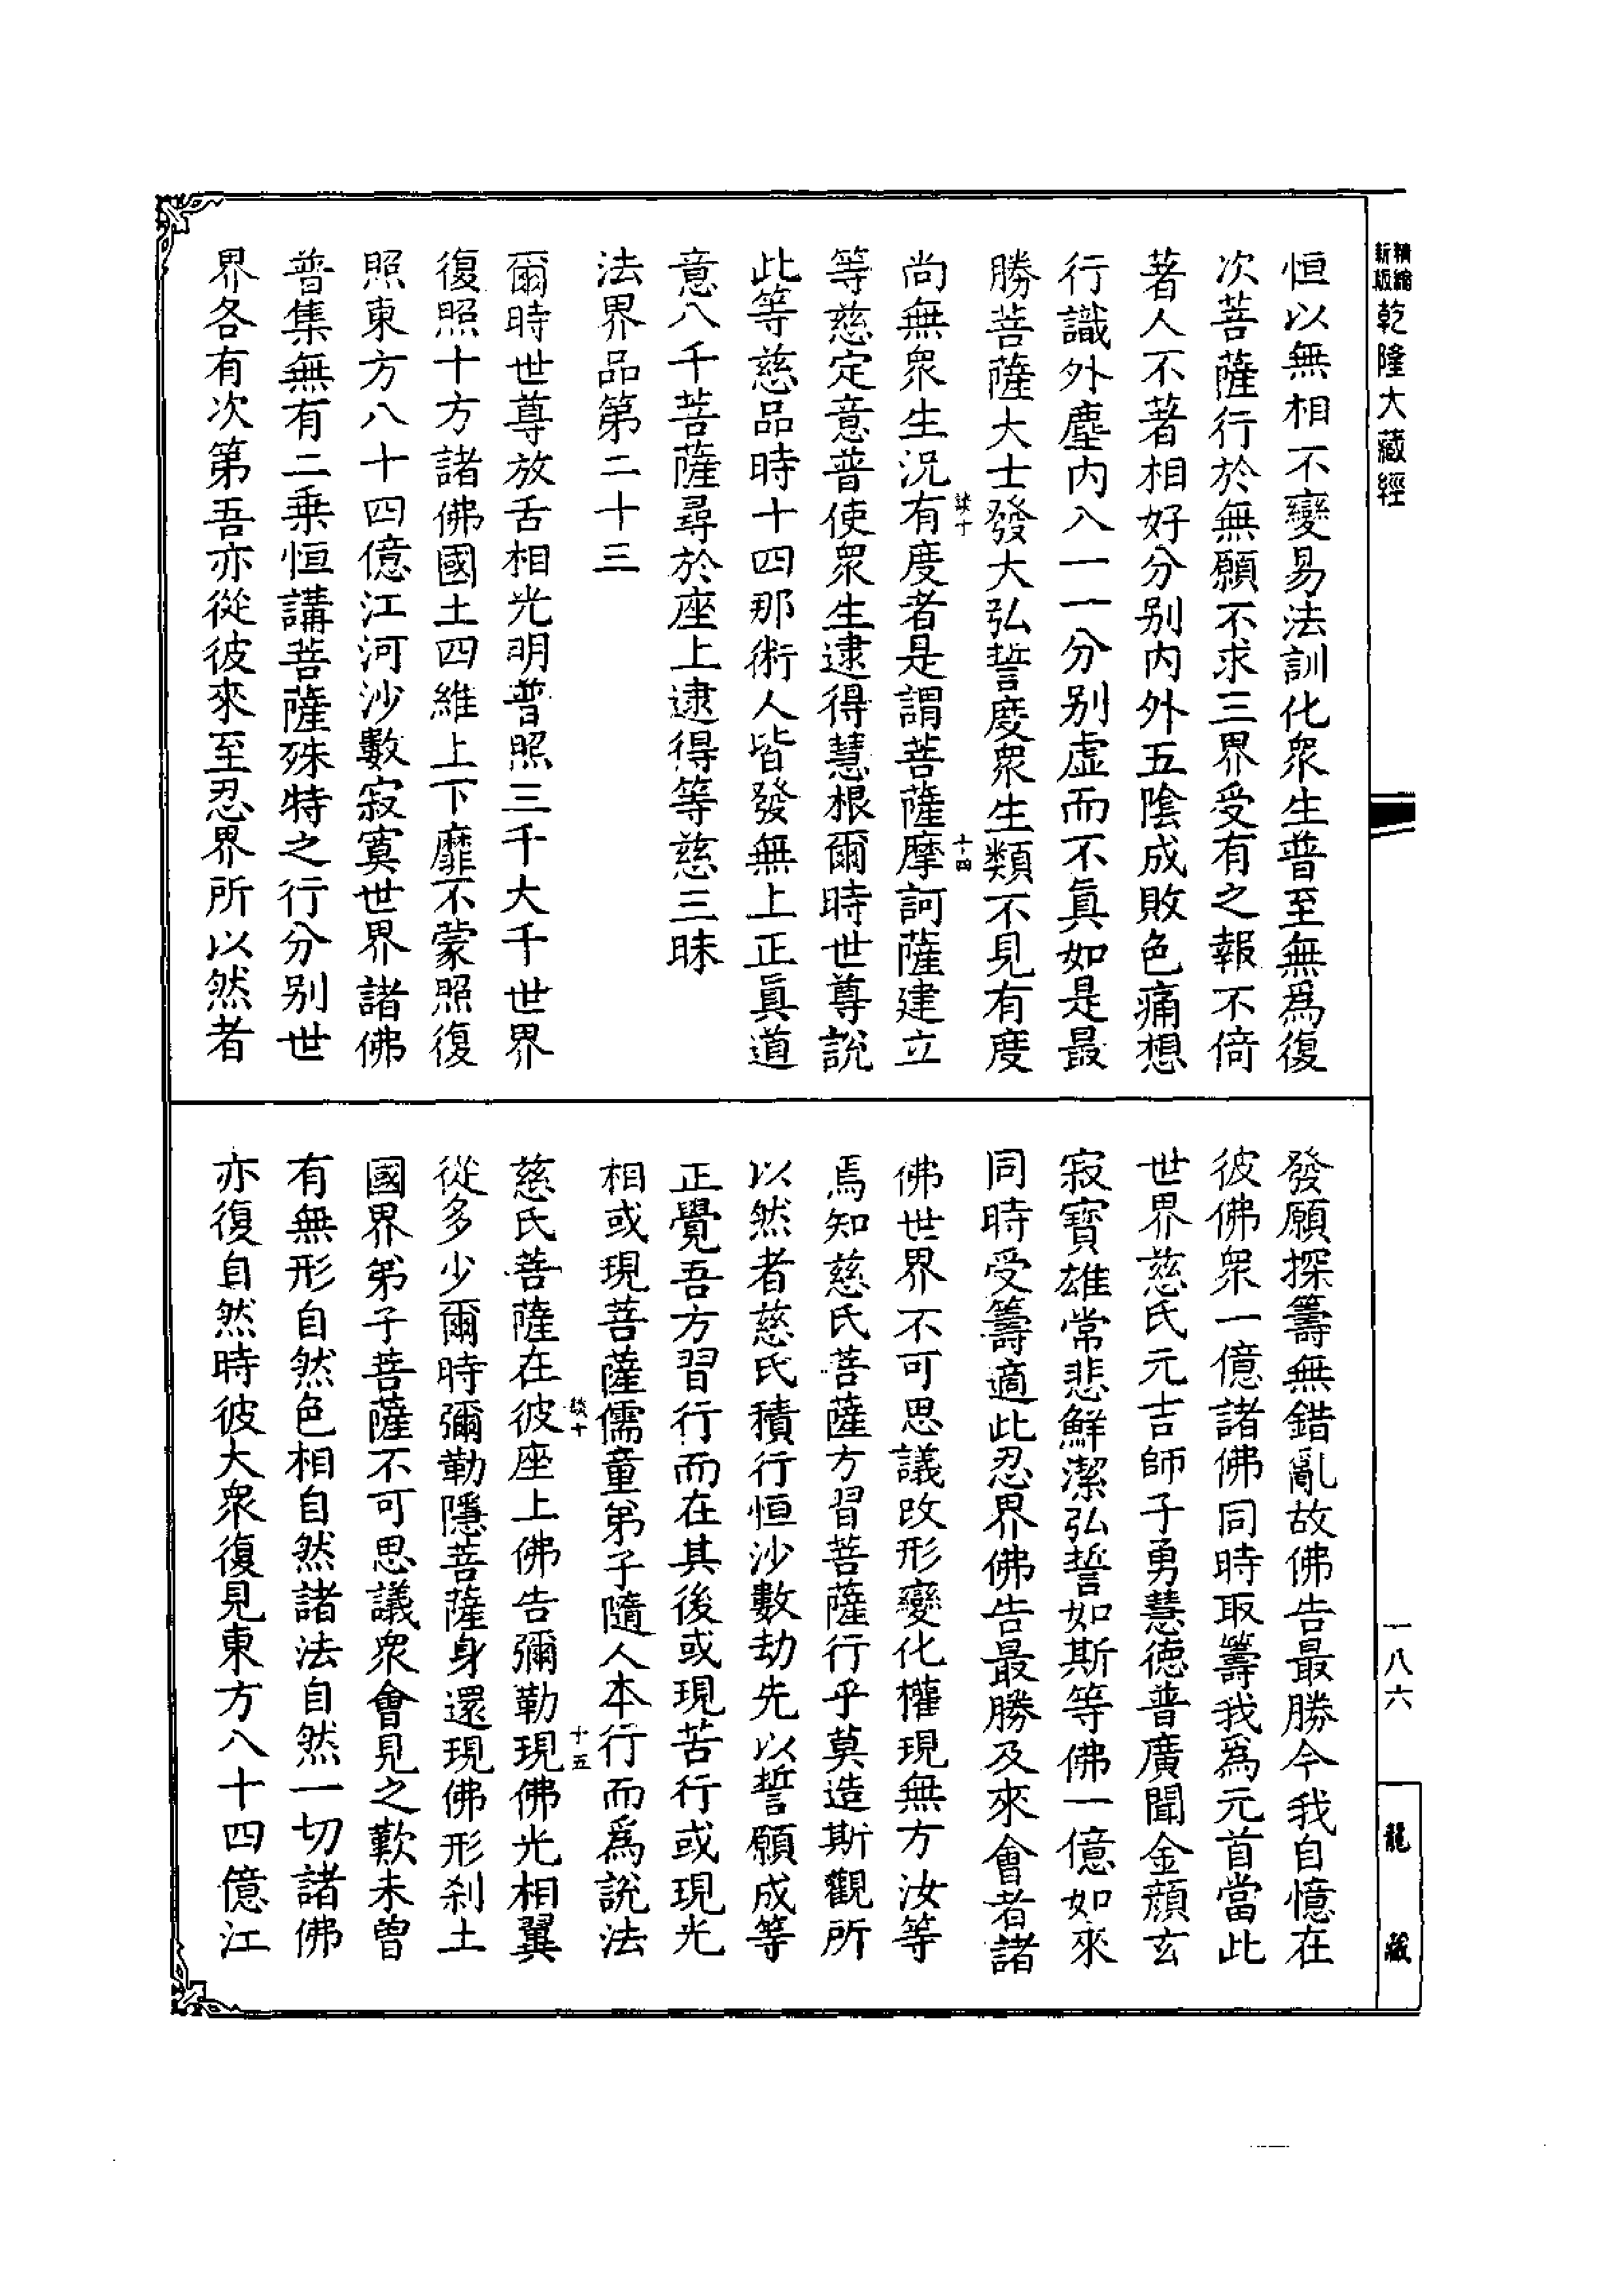 精縮新版乾隆大藏經
一八六
龍藏
恒以無相不變易法訓化衆生普至無爲復
次菩薩行於無願不求三界受有之報不倚
著人不著相好分别内外五陰成敗色痛想
行識外塵内八一一分别虚而不真如是最
勝菩薩大士發大弘誓度衆生類不見有度
尚無衆生況有度者是謂菩薩摩訶薩建立
等慈定意普使衆生逮得慧根爾時世尊說
此等慈品時十四那術人皆發無上正真道
意八千菩薩尋於座上逮得等慈三昧
法界品第二十三
爾時世尊放舌相光明普照三千大千世界
復照十方諸佛國土四維上下靡不蒙照復
照東方八十四億江河沙數寂寞世界諸佛
普集無有二乗恒講菩薩殊特之行分别世
界各有次第吾亦從彼來至忍界所以然者
發願探籌無錯亂故佛告最勝今我自憶在
彼佛衆一億諸佛同時取籌我爲元首當此
世界慈氏元吉師子勇慧德普廣聞金顏玄
寂寶雄常悲鮮潔弘誓如斯等佛一億如來
同時受籌適此忍界佛告最勝及來會者諸
佛世界不可思議改形變化權現無方汝等
焉知慈氏菩薩方習菩薩行乎莫造斯觀所
以然者慈氏積行恒沙數劫先以誓願成等
正覺吾方習行而在其後或現苦行或現光
相或現菩薩儒童弟子隨人本行而爲說法
慈氏菩薩在彼座上佛告彌勒現佛光相翼
從多少爾時彌勒隱菩薩身還現佛形刹土
國界弟子菩薩不可思議衆會見之歎未曾
有無形自然色相自然諸法自然一切諸佛
亦復自然時彼大衆復見東方八十四億江
談十
十四
談十
十五